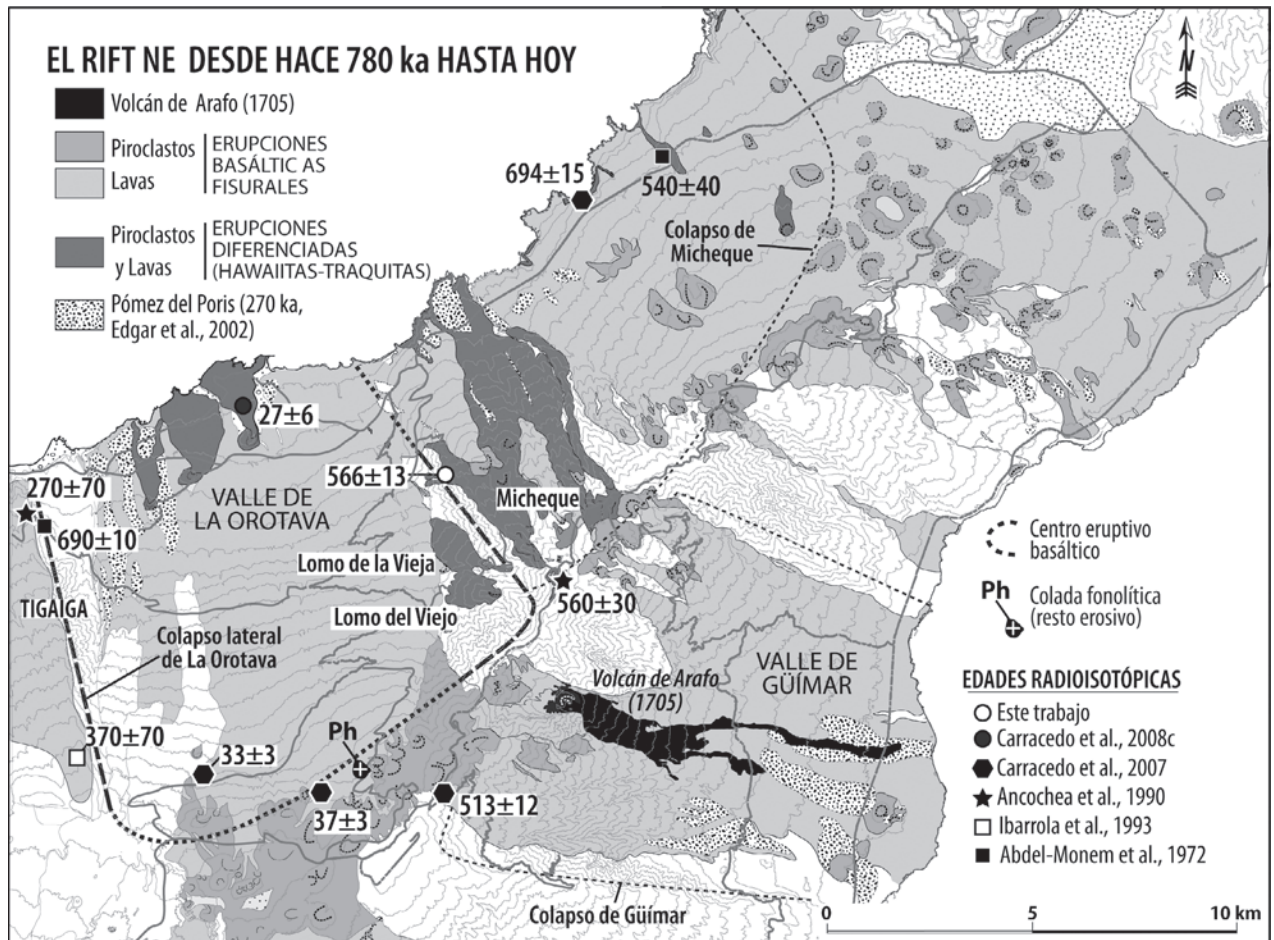 EL RIFT NE DESDE HACE 780 ka HASTA HOY
Volcán de Arafo (1705)
Piroclastos
Lavas
ERUPCIONES
BASÁLTIC AS
FISURALES
Piroclastos
y Lavas
ERUPCIONES
DIFERENCIADAS
(HAWAIITAS-TRAQUITAS)
Pómez del Poris (270 ka,
Edgar et al., 2002)
N
694±15
540±40
Colapso de
Micheque
27±6
566±13
270±70
VALLE DE
LA OROTAVA
Micheque
690±10
Lomo de la Vieja
560±30
TIGAIGA
Lomo del Viejo
Colapso lateral
de La Orotava
Volcán de Arafo
(1705)
VALLE DE
GÜÍMAR
370±70
33±3
Ph
37±3
513±12
Colapso de Güímar
Centro eruptivo
basáltico
Ph
Colada fonolítica
(resto erosivo)
EDADES RADIOISOTÓPICAS
Este trabajo
Carracedo et al., 2008c
Carracedo et al., 2007
Ancochea et al., 1990
Ibarrola et al., 1993
Abdel-Monem et al., 1972
0 5 10 km